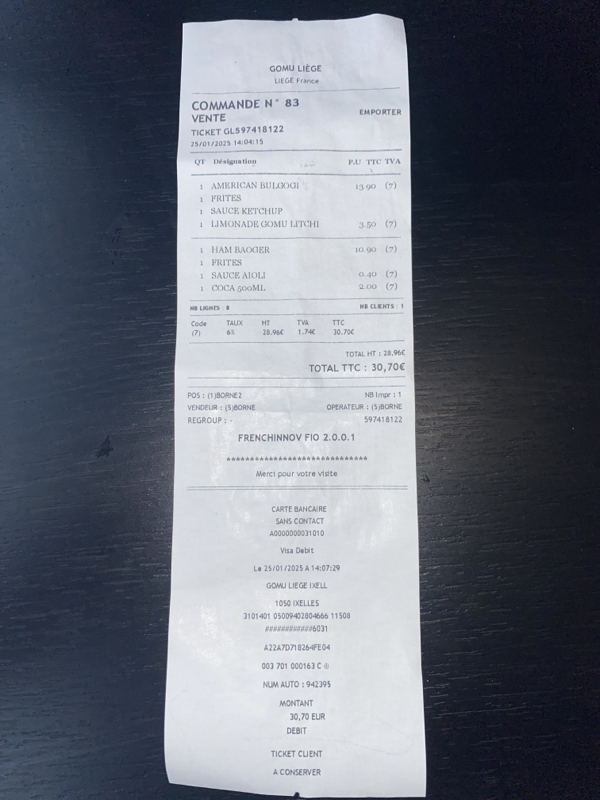 GOMU LIÈGE
LIEGE France
COMMANDE N° 83
VENTE
EMPORTER
TICKET GL597418122
25/01/2025 14:04:15
QT Désignation P.U TTC TVA
1 AMERICAN BULGOGI 13.90 (7)
1 FRITES
1 SAUCE KETCHUP
1 LIMONADE GOMU LITCHI 3.50 (7)
1 HAM BAOGER 10.90 (7)
1 FRITES
1 SAUCE AIOLI 0.40 (7)
1 COCA 500ML 2.00 (7)
NB LIGNES : 8 NB CLIENTS : 1
Code TAUX HT TVA TTC
(7) 6% 28.96€ 1.74€ 30.70€
TOTAL HT : 28,96€
TOTAL TTC : 30,70€
POS : (1)BORNE2 NB Impr : 1
VENDEUR : (5)BORNE OPERATEUR : (5)BORNE
REGROUP : - 597418122
FRENCHINNOV FIO 2.0.0.1
******************************
Merci pour votre visite
CARTE BANCAIRE
SANS CONTACT
A0000000031010
Visa Debit
Le 25/01/2025 A 14:07:29
GOMU LIEGE IXELL
1050 IXELLES
3101401 05009402804666 11508
############6031
A22A7D718264FE04
003 701 000163 C @
NUM AUTO : 942395
MONTANT
30,70 EUR
DEBIT
TICKET CLIENT
A CONSERVER